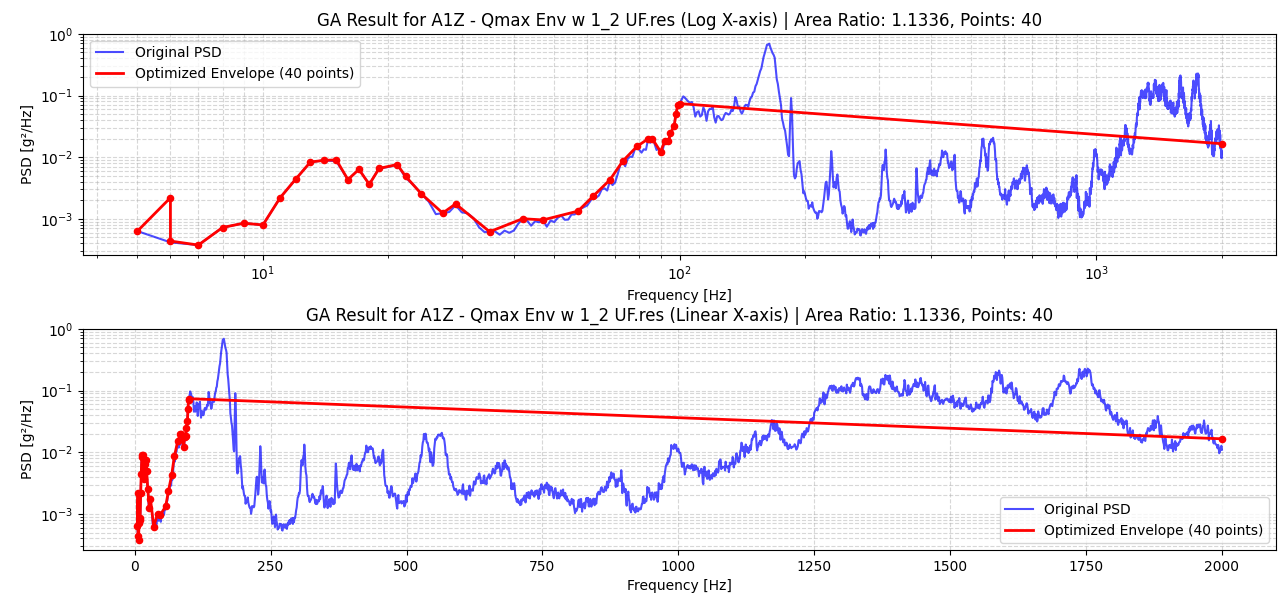 GA Result for A1Z - Qmax Env w 1_2 UF.res (Log X-axis) | Area Ratio: 1.1336, Points: 40
PSD [g²/Hz]
10⁰
10⁻¹
10⁻²
10⁻³
Original PSD
Optimized Envelope (40 points)
10¹ 10² 10³
Frequency [Hz]
GA Result for A1Z - Qmax Env w 1_2 UF.res (Linear X-axis) | Area Ratio: 1.1336, Points: 40
PSD [g²/Hz]
10⁰
10⁻¹
10⁻²
10⁻³
Original PSD
Optimized Envelope (40 points)
0 250 500 750 1000 1250 1500 1750 2000
Frequency [Hz]